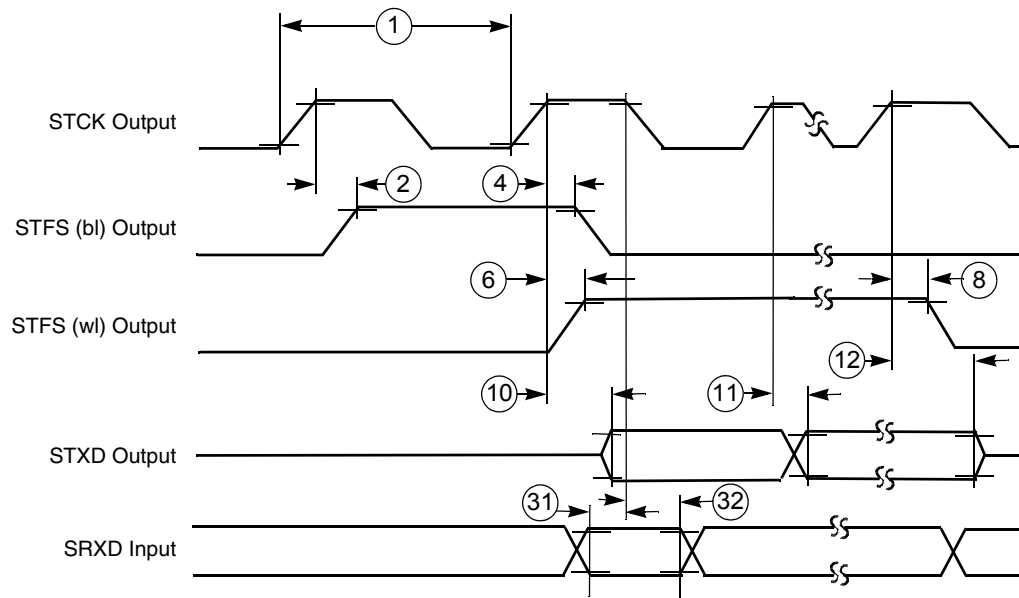 1
STCK Output
2
4
STFS (bl) Output
6
8
STFS (wl) Output
12
10
11
STXD Output
31
32
SRXD Input